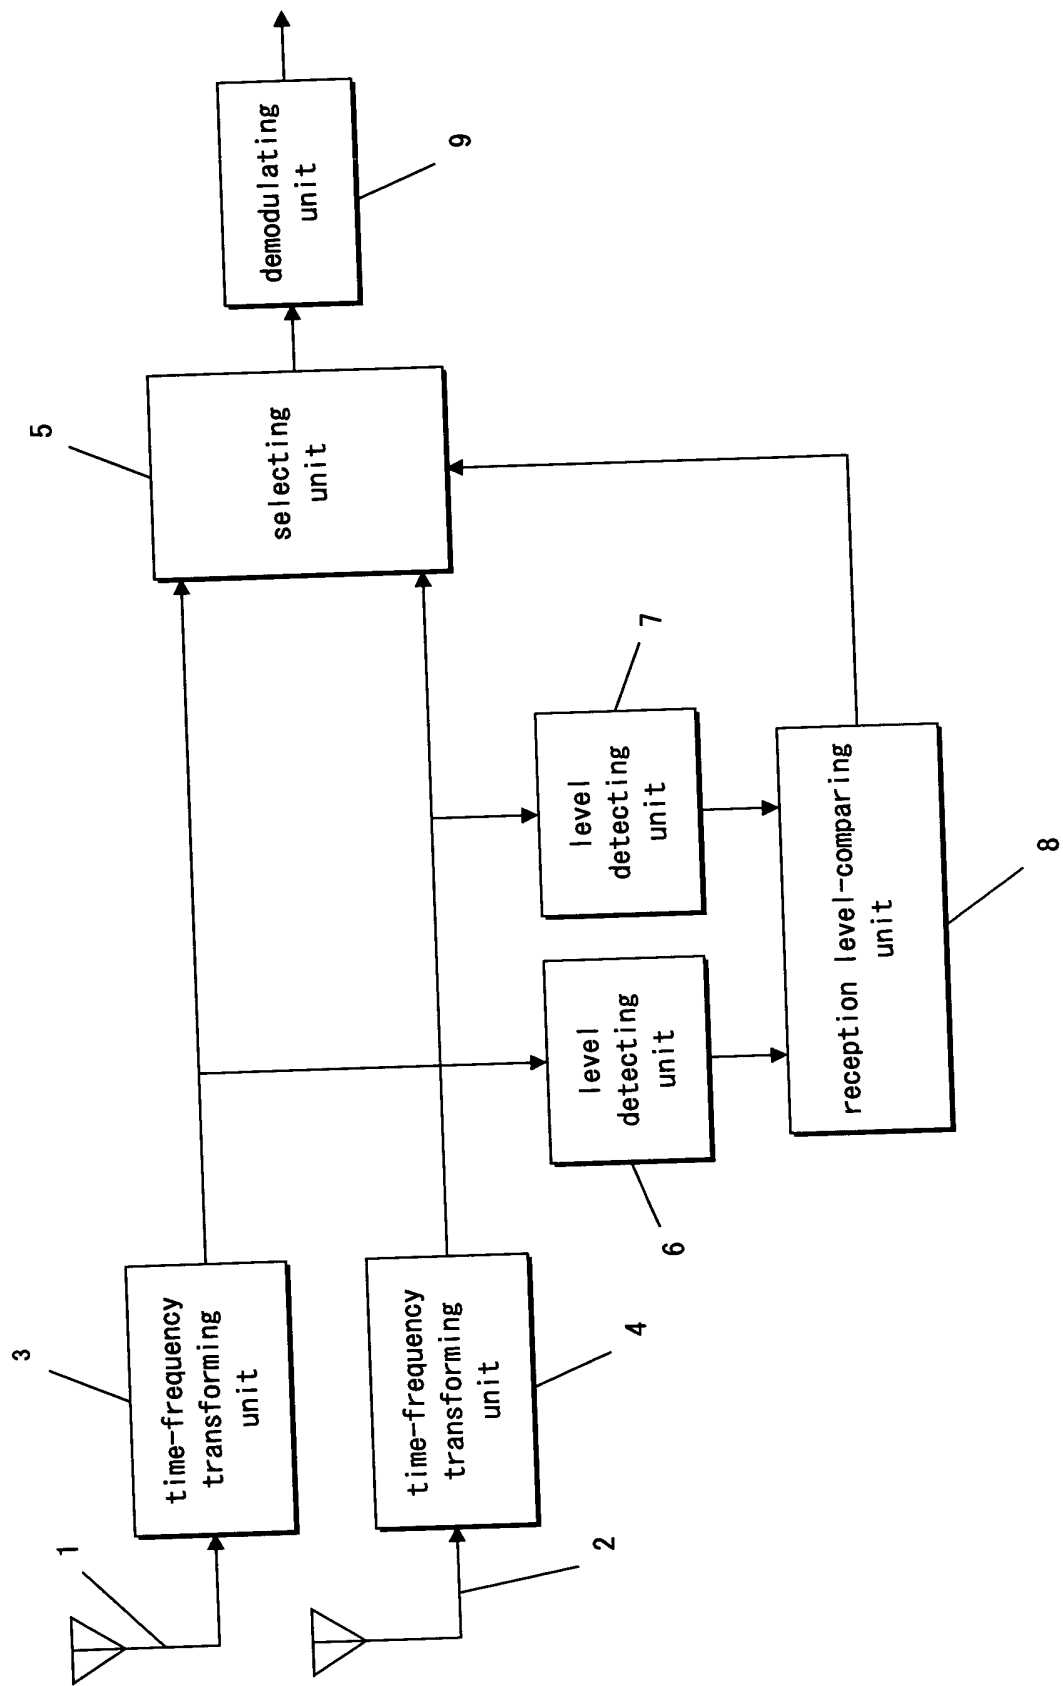 1
3
time-frequency
transforming
unit
2
4
time-frequency
transforming
unit
6
level
detecting
unit
7
level
detecting
unit
8
reception level-comparing
unit
5
selecting
unit
9
demodulating
unit